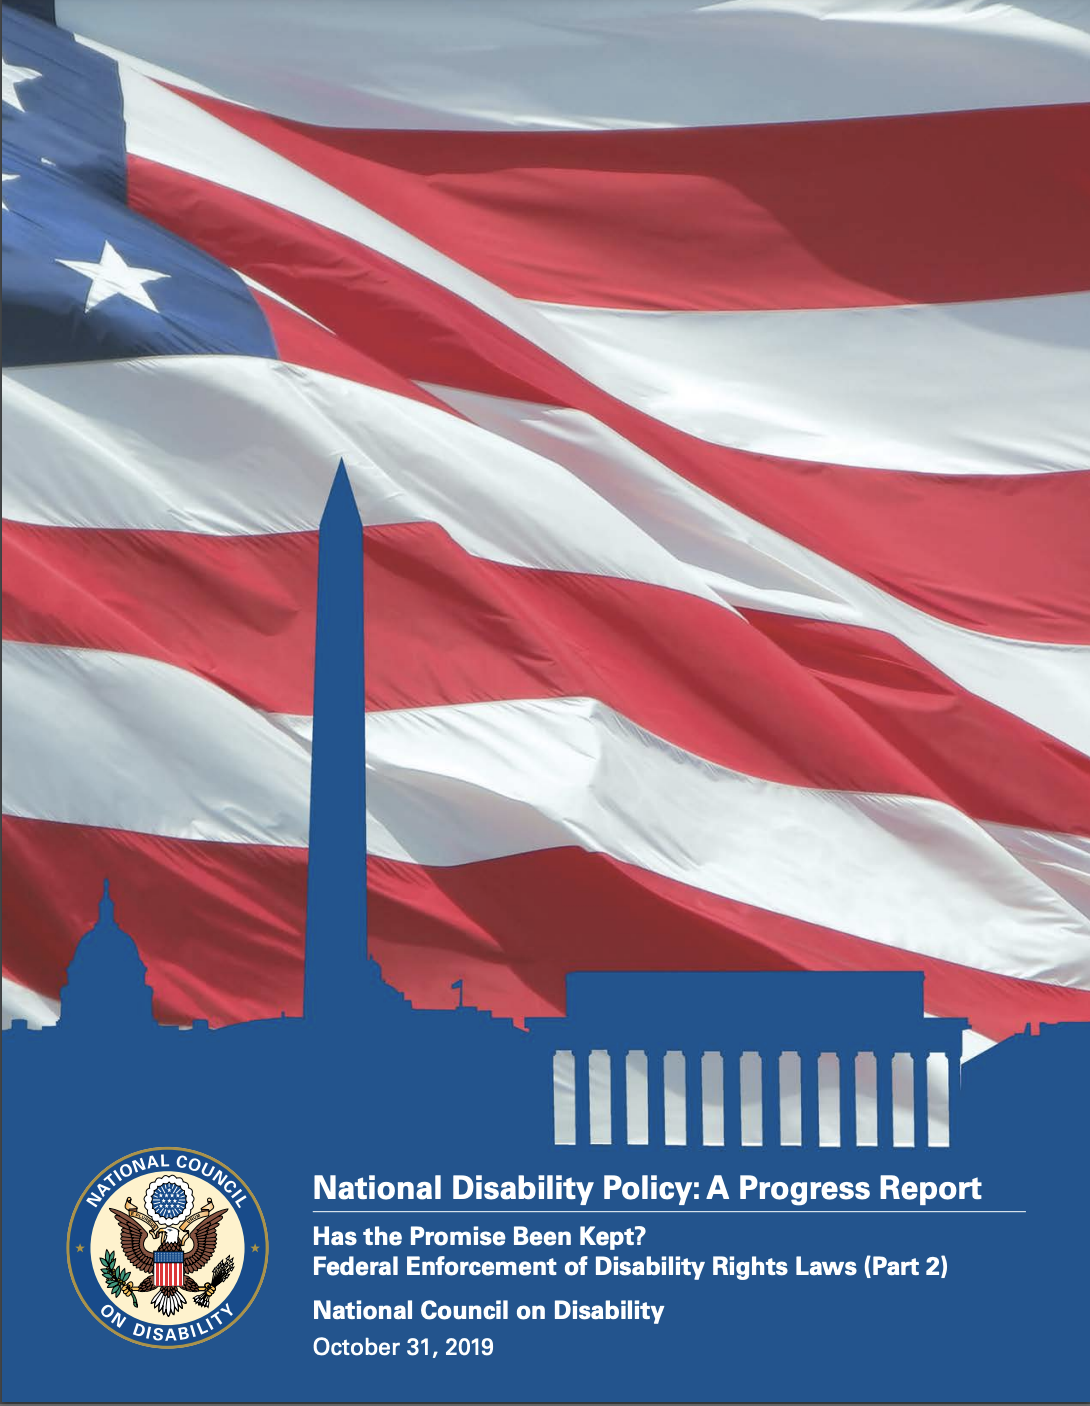 NATIONAL COUNCIL
ON DISABILITY
National Disability Policy: A Progress Report
Has the Promise Been Kept?
Federal Enforcement of Disability Rights Laws (Part 2)
National Council on Disability
October 31, 2019